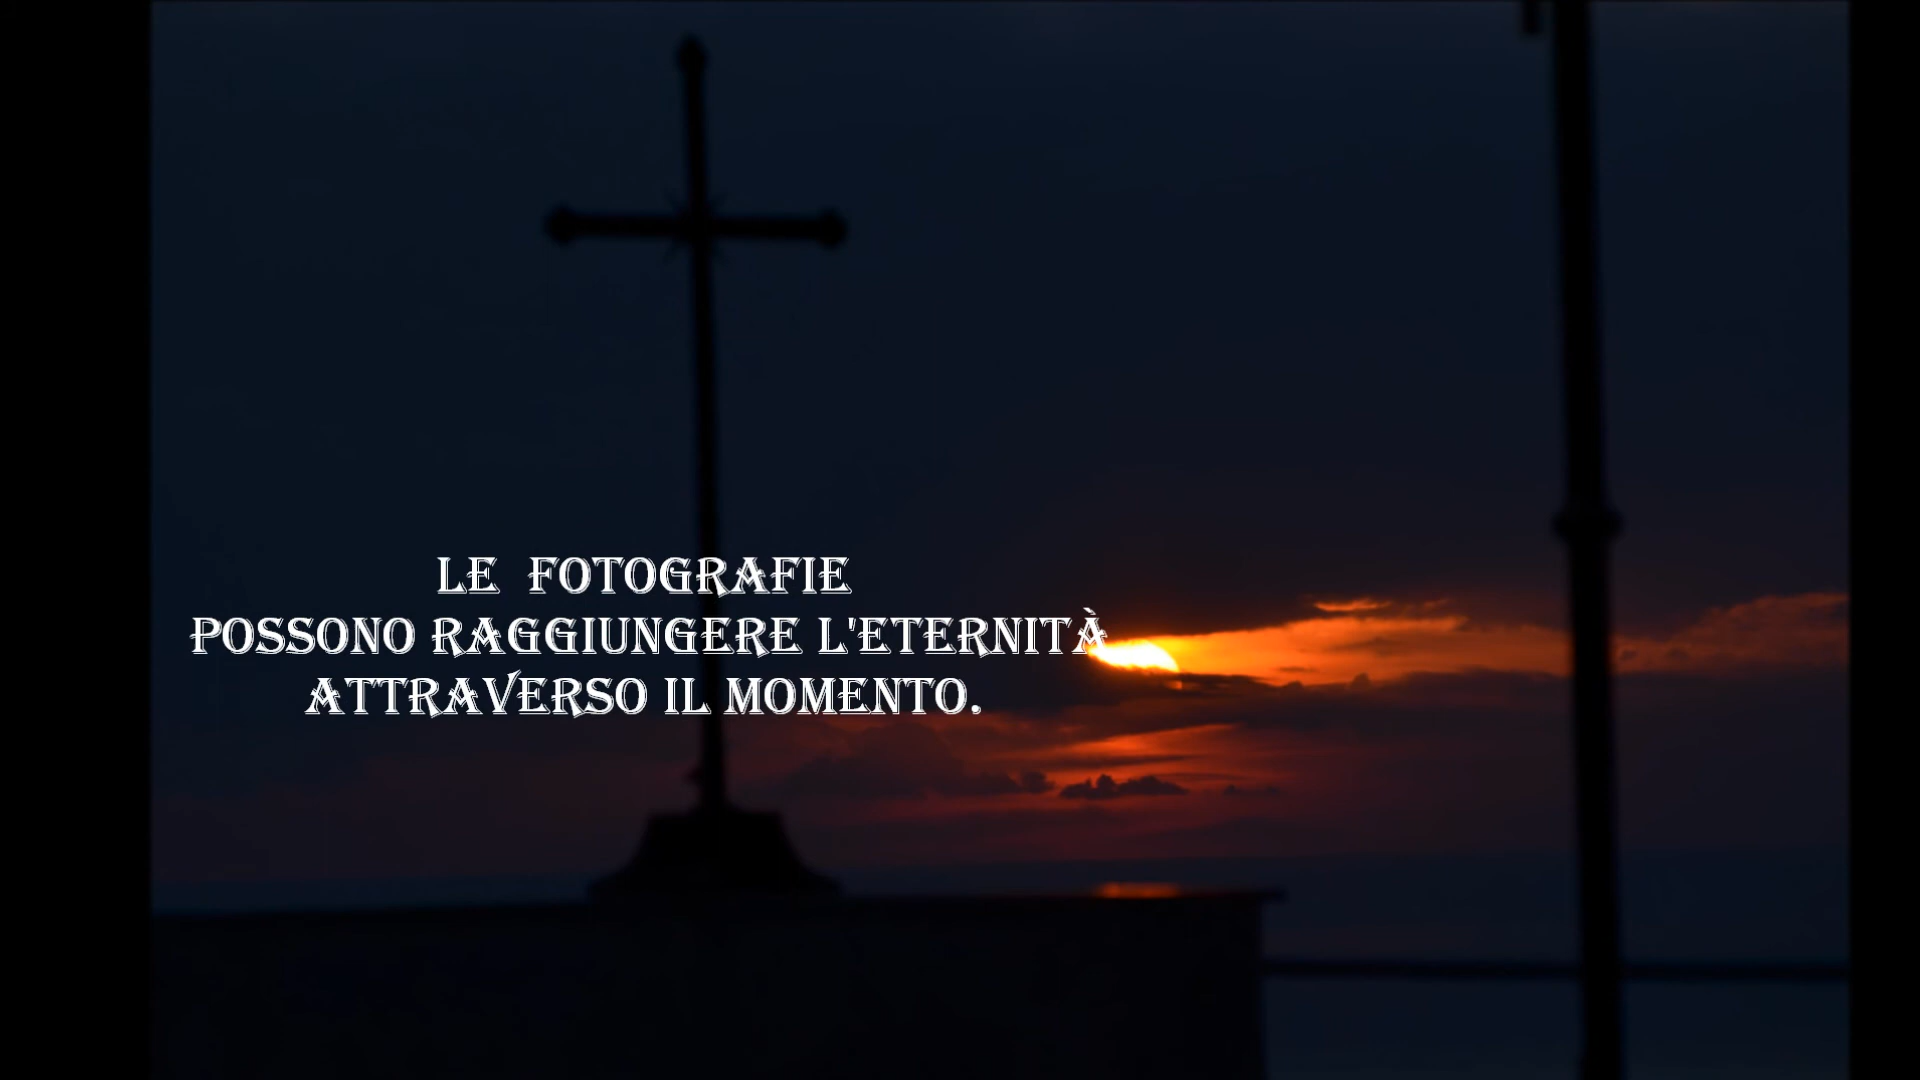 LE FOTOGRAFIE
POSSONO RAGGIUNGERE L'ETERNITÀ
ATTRAVERSO IL MOMENTO.